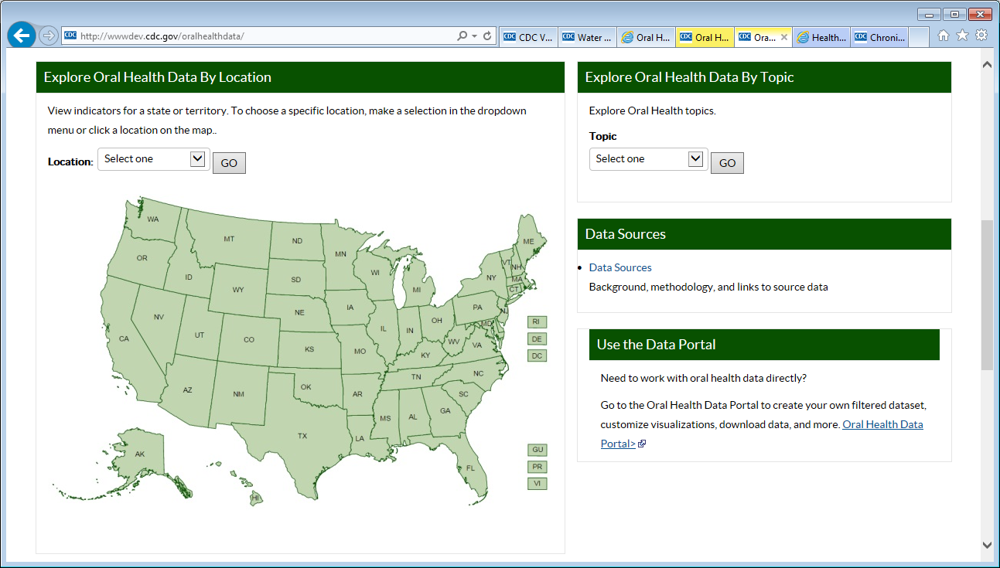 CDC http://wwwdev.cdc.gov/oralhealthdata/
CDC CDC V...
CDC Water ...
Oral H...
CDC Oral H...
CDC Ora...
Health...
CDC Chroni...
Explore Oral Health Data By Location
View indicators for a state or territory. To choose a specific location, make a selection in the dropdown
menu or click a location on the map..
Location: Select one GO
WA
MT
ND
MN
ME
OR
ID
SD
WI
VT
NH
WY
MI
NY
MA
CT
NV
NE
IA
PA
NJ
CA
UT
CO
IL
IN
OH
MD
RI
KS
MO
WV
VA
DE
KY
DC
AZ
NM
OK
AR
TN
NC
SC
MS
AL
GA
TX
LA
AK
FL
GU
PR
VI
HI
Explore Oral Health Data By Topic
Explore Oral Health topics.
Topic
Select one GO
Data Sources
• Data Sources
Background, methodology, and links to source data
Use the Data Portal
Need to work with oral health data directly?
Go to the Oral Health Data Portal to create your own filtered dataset,
customize visualizations, download data, and more. Oral Health Data
Portal>